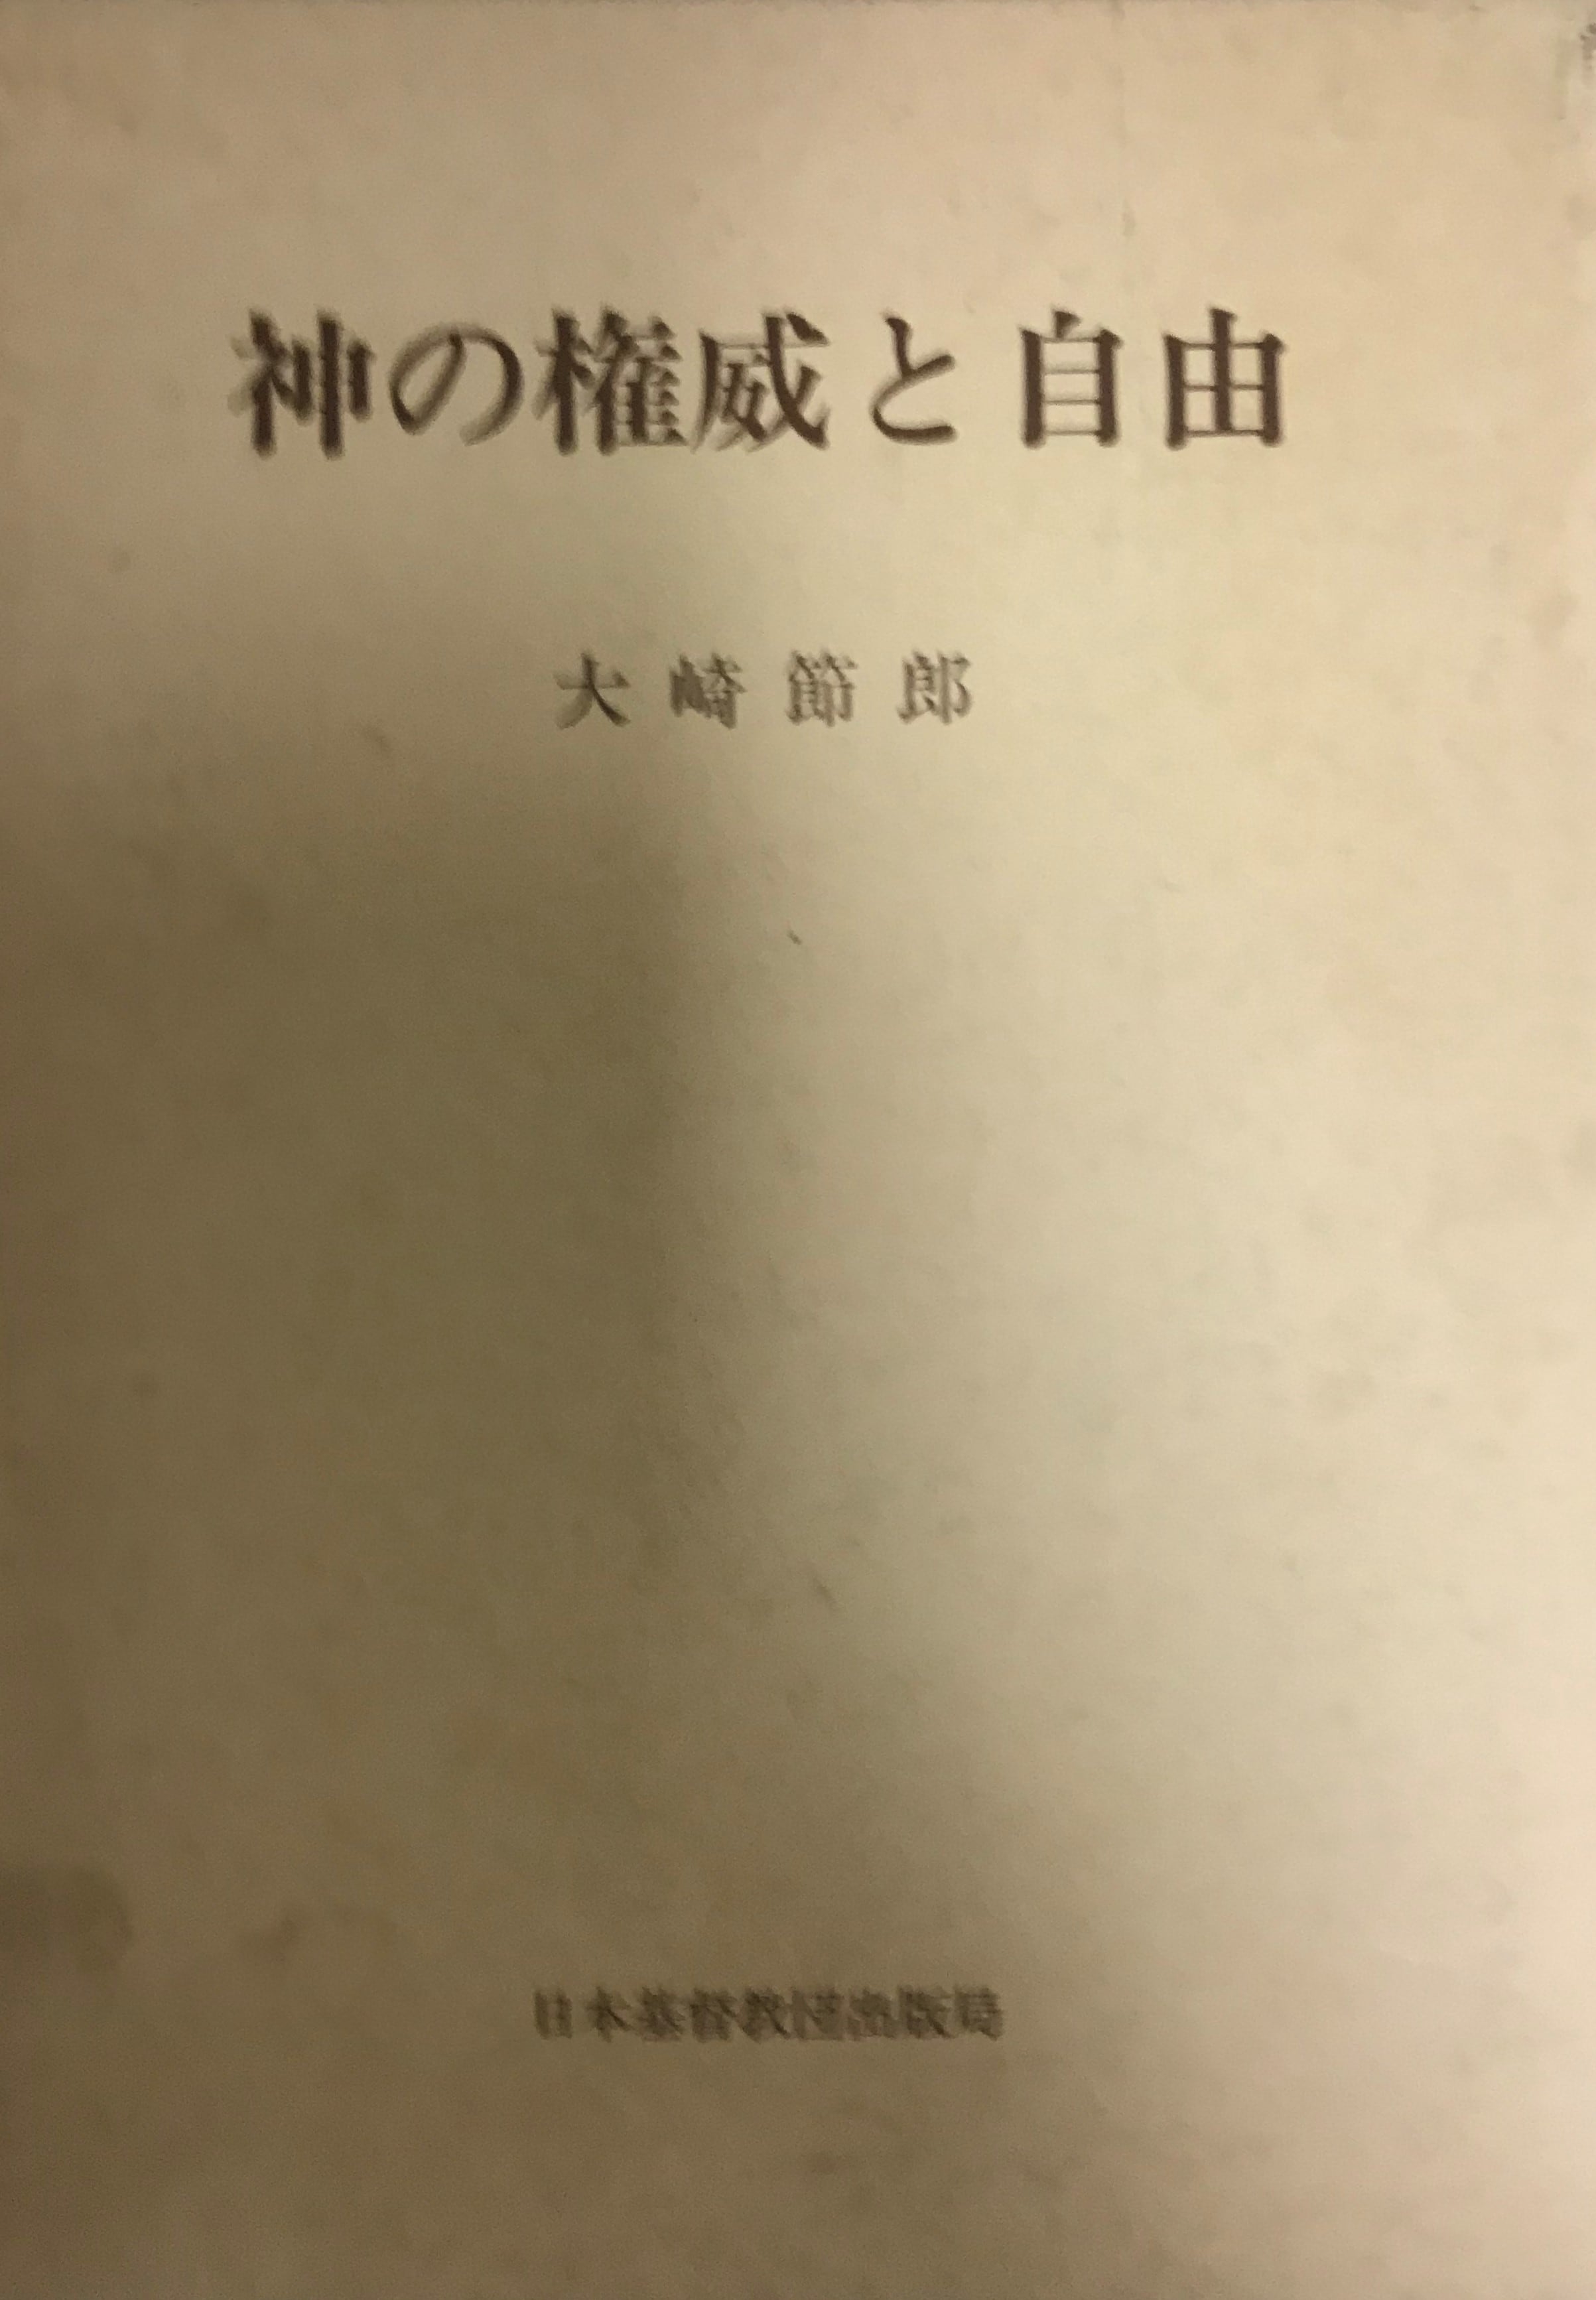 神の権威と自由
大崎節郎
日本基督教団出版局